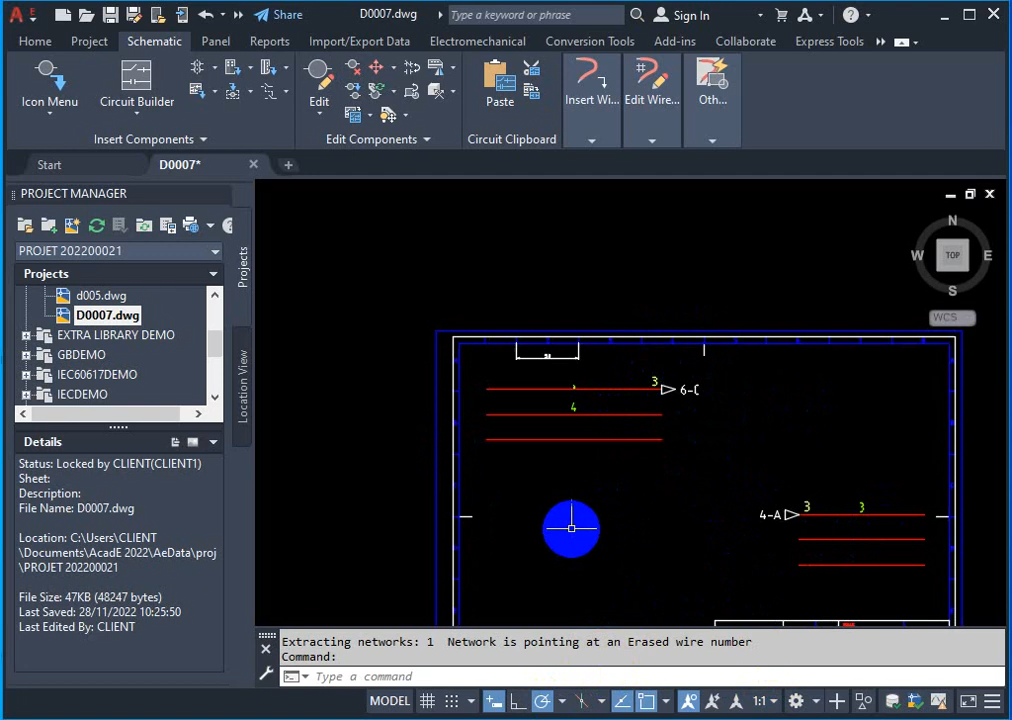 Share
D0007.dwg
Type a keyword or phrase
Sign In
Home Project Schematic Panel Reports Import/Export Data Electromechanical Conversion Tools Add-ins Collaborate Express Tools
Icon Menu
Circuit Builder
Edit
Paste
Insert Wi...
Edit Wire...
Oth...
Insert Components
Edit Components
Circuit Clipboard
Start
D0007*
PROJECT MANAGER
PROJET 202200021
Projects
d005.dwg
D0007.dwg
EXTRA LIBRARY DEMO
GBDEMO
IEC60617DEMO
IECDEMO
Projects
Location View
Details
Status: Locked by CLIENT(CLIENT1)
Sheet:
Description:
File Name: D0007.dwg
Location: C:\Users\CLIENT
\Documents\AcadE 2022\AeData\proj
\PROJET 202200021
File Size: 47KB (48247 bytes)
Last Saved: 28/11/2022 10:25:50
Last Edited By: CLIENT
N
W
TOP
E
S
WCS
3
6-C
4
4-A
3
3
Extracting networks: 1 Network is pointing at an Erased wire number
Command:
Type a command
MODEL
1:1